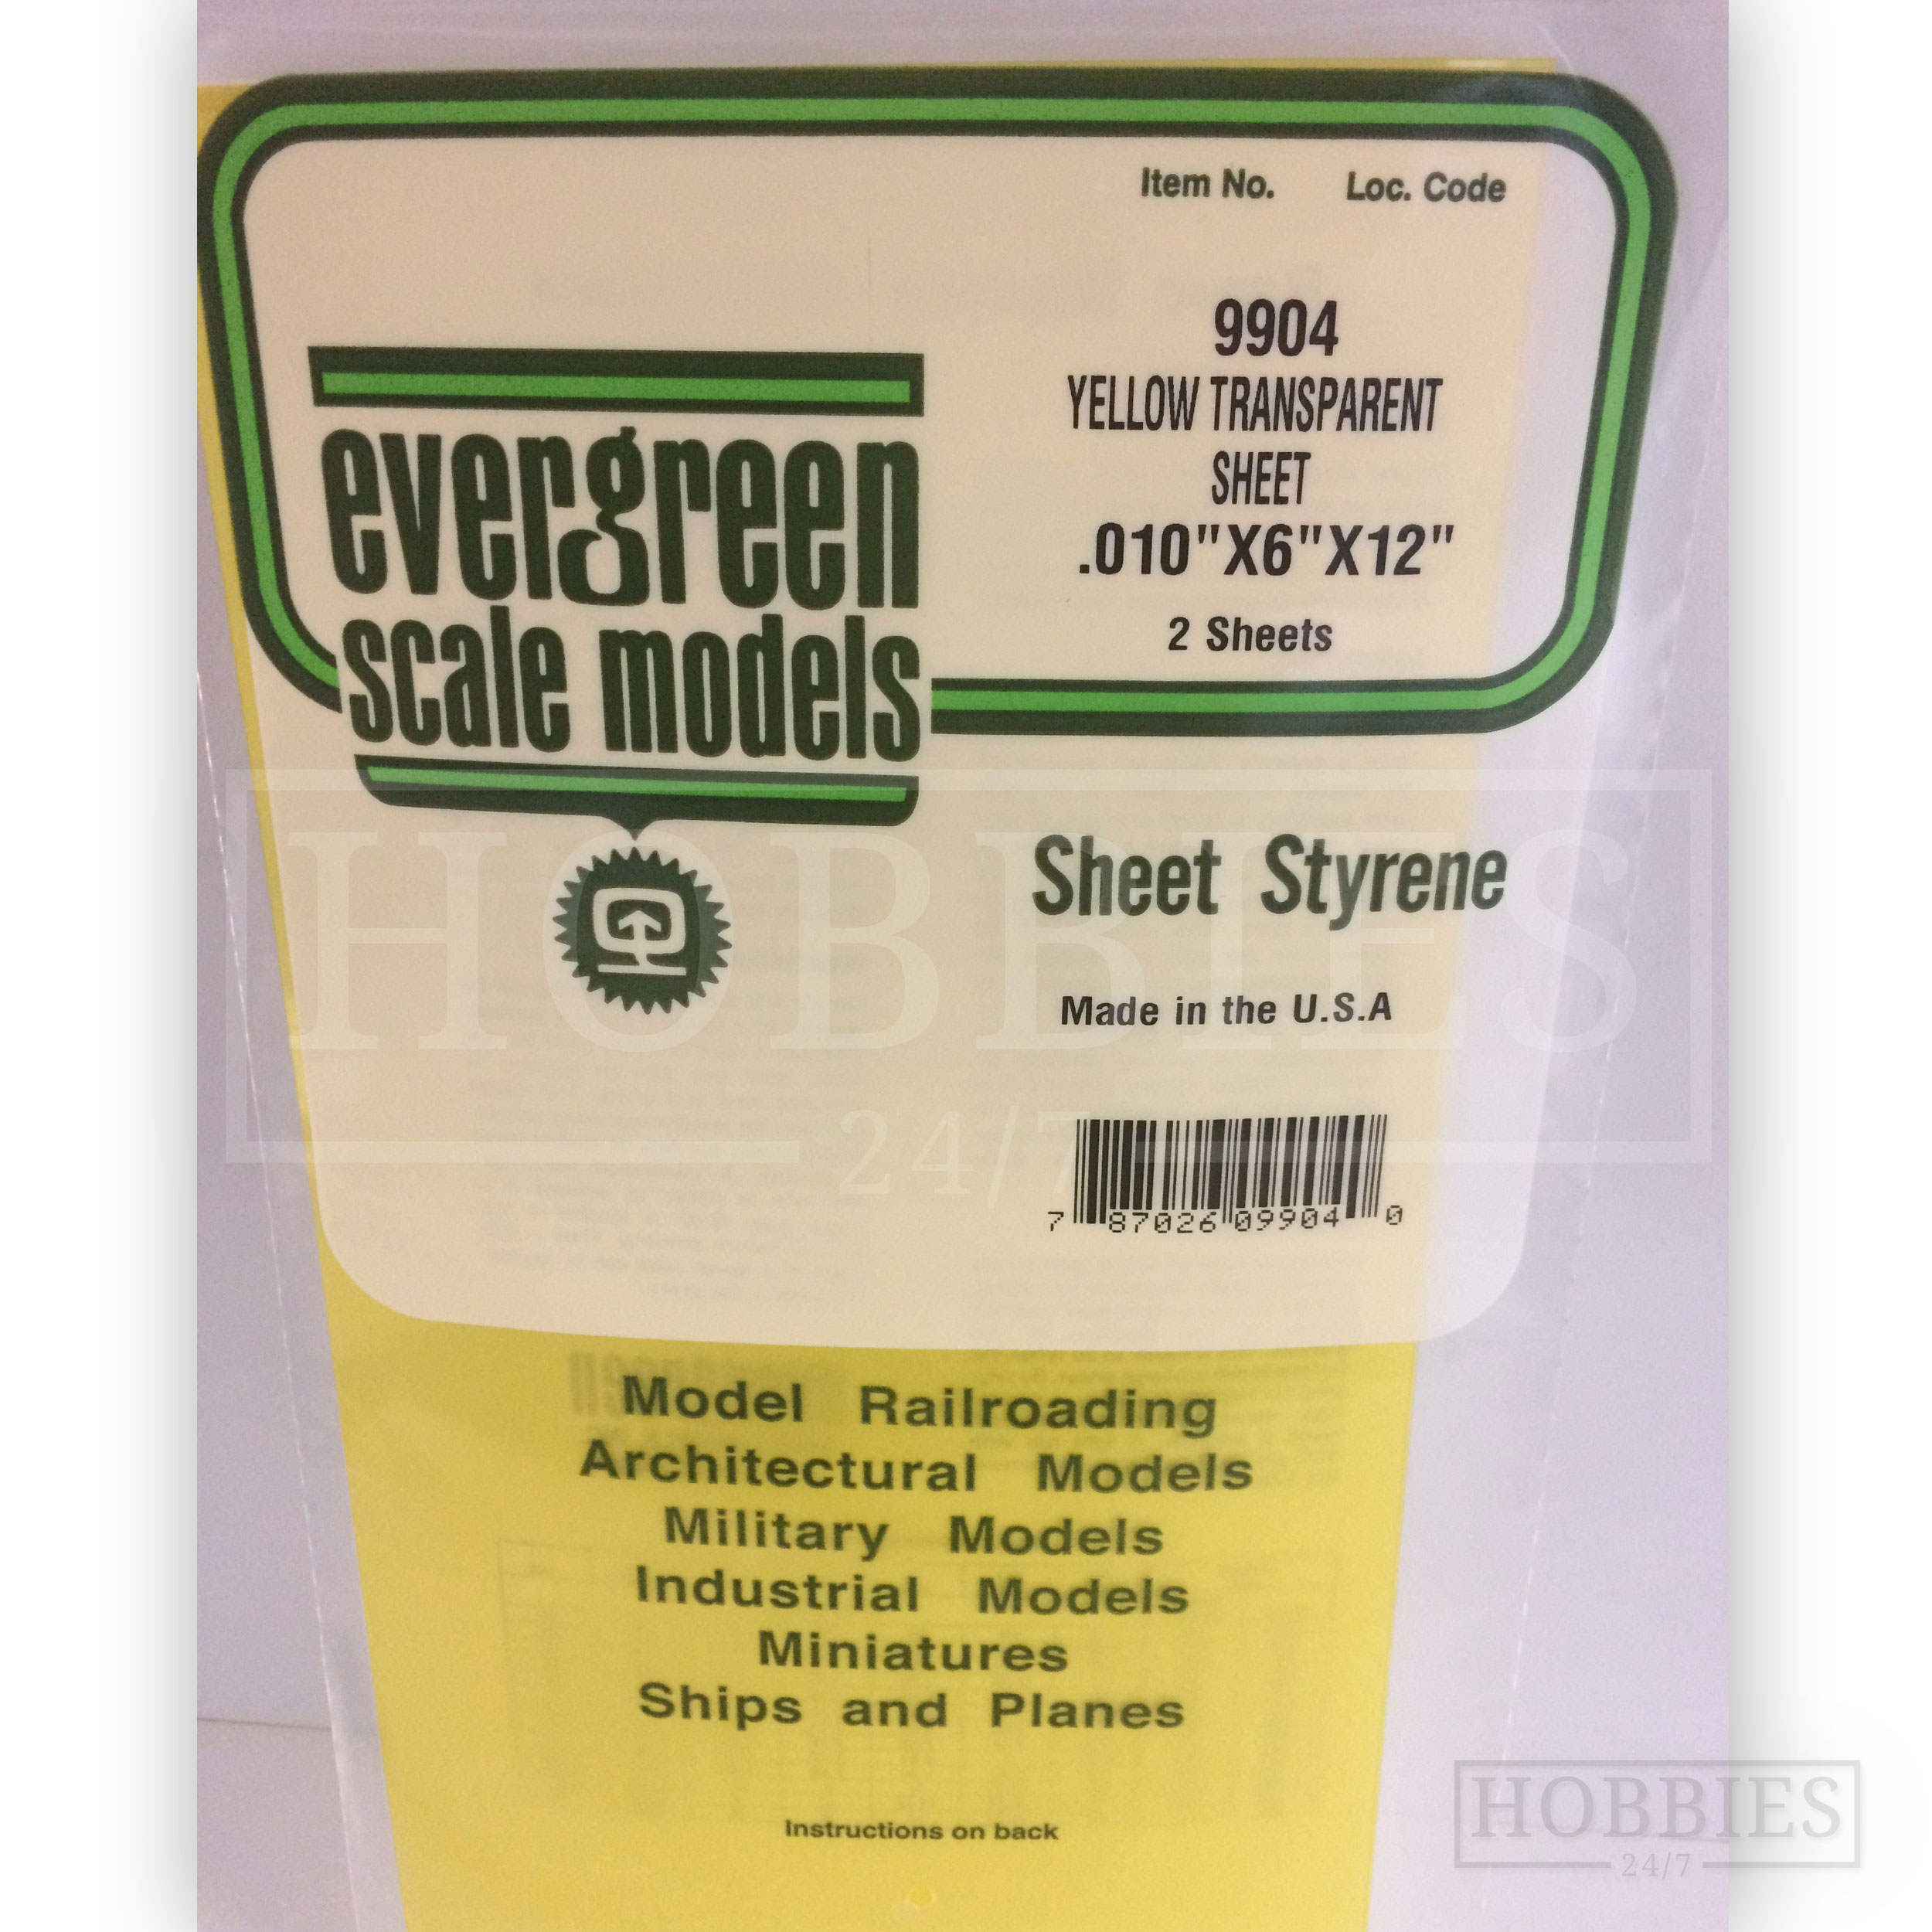 Item No. Loc. Code
9904
YELLOW TRANSPARENT
SHEET
.010"X6"X12"
2 Sheets
evergreen
scale models
Sheet Styrene
Made in the U.S.A
HOBBIES
24/7
7 87026 09904 0
Model Railroading
Architectural Models
Military Models
Industrial Models
Miniatures
Ships and Planes
Instructions on back
HOBBIES
24/7